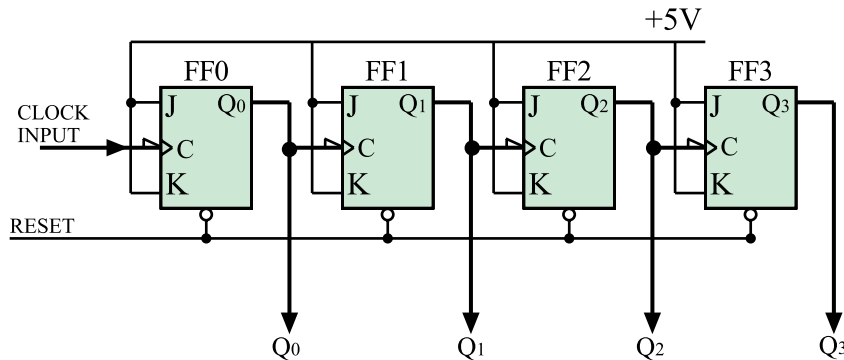 +5V
FF0 FF1 FF2 FF3
J Q₀ J Q₁ J Q₂ J Q₃
CLOCK
INPUT
C C C C
K K K K
RESET
Q₀ Q₁ Q₂ Q₃